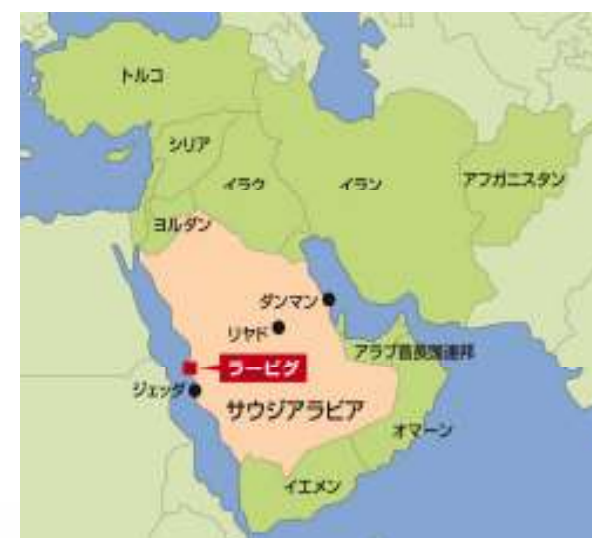 トルコ
シリア
イラク
イラン
アフガニスタン
ヨルダン
ダンマン
リヤド
アラブ首長国連邦
ラービグ
ジェッダ
サウジアラビア
オマーン
イエメン